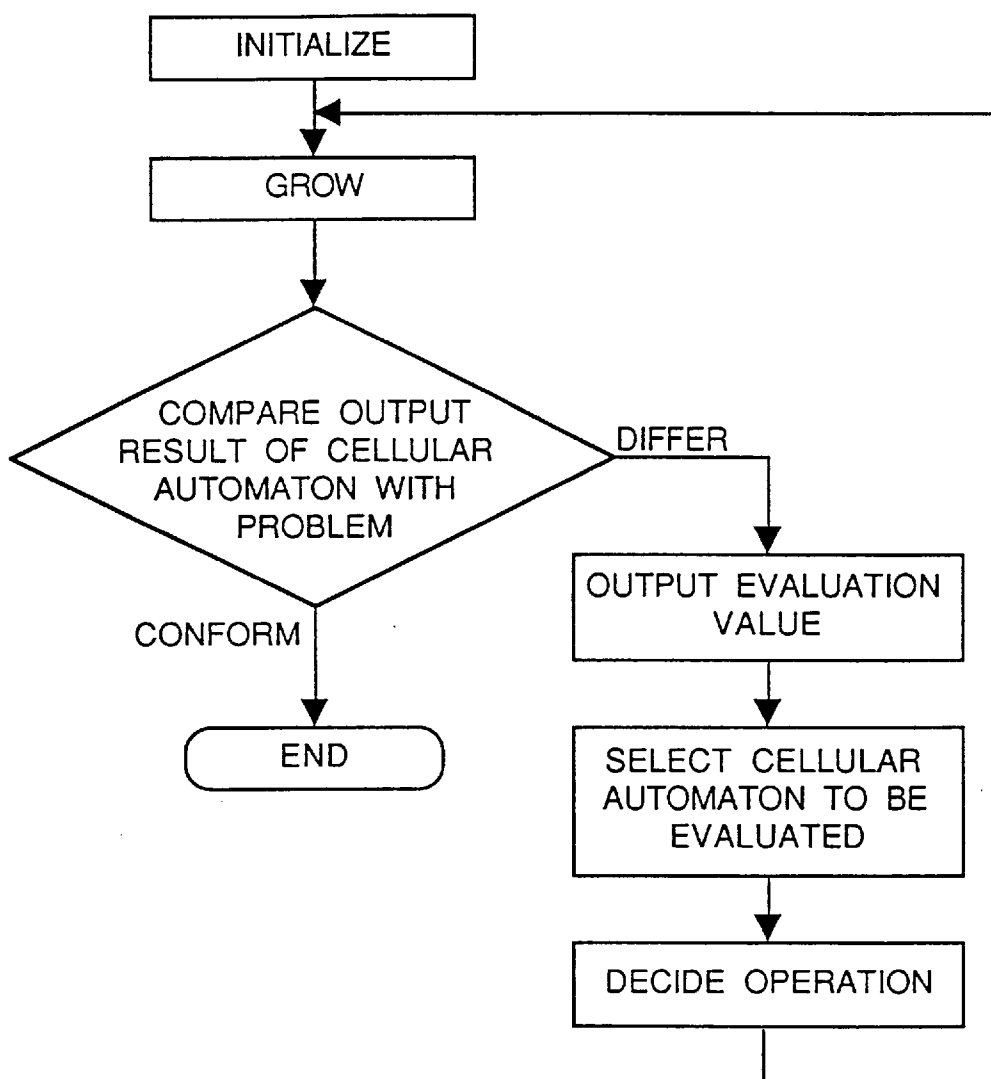 INITIALIZE
GROW
COMPARE OUTPUT
RESULT OF CELLULAR
AUTOMATON WITH
PROBLEM
DIFFER
CONFORM
END
OUTPUT EVALUATION
VALUE
SELECT CELLULAR
AUTOMATON TO BE
EVALUATED
DECIDE OPERATION